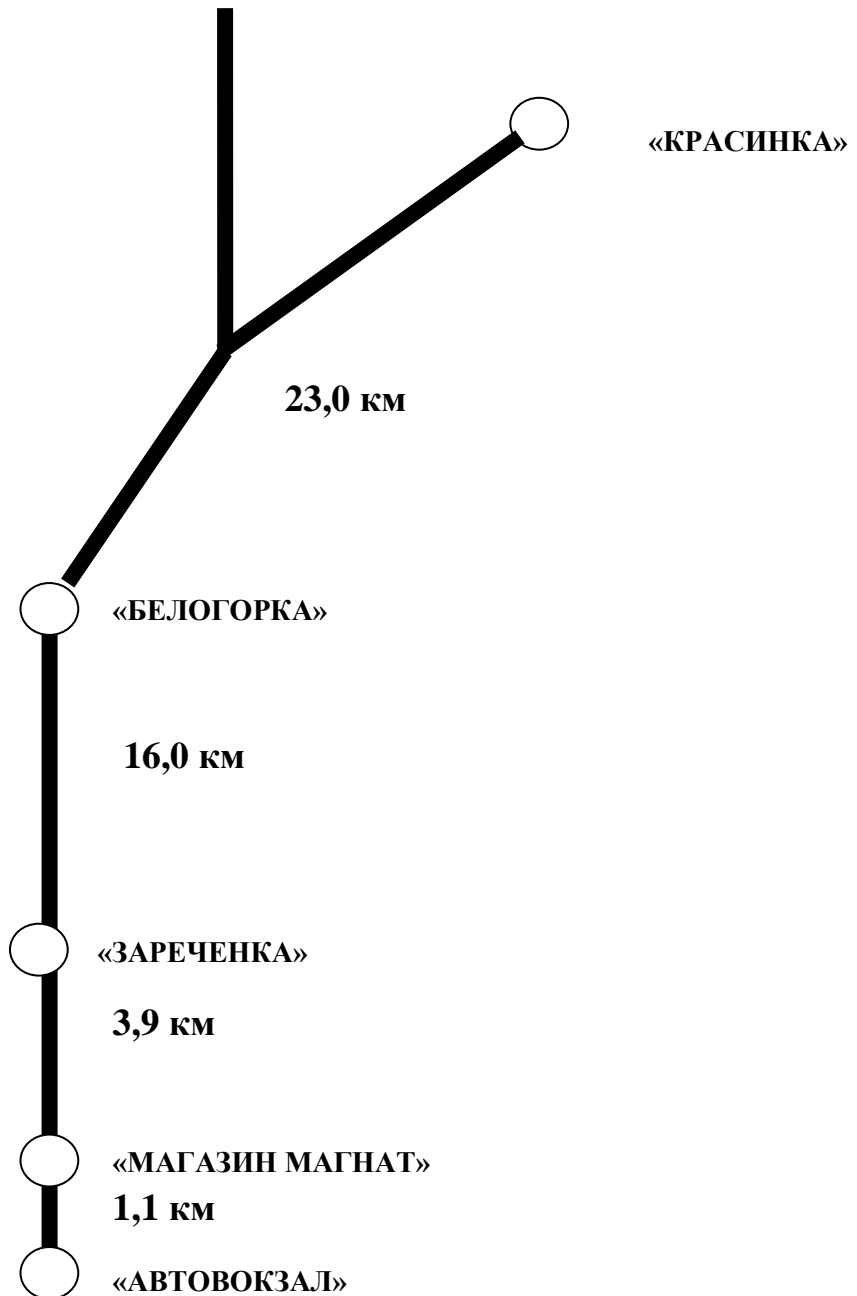 «КРАСИНКА»
23,0 км
«БЕЛОГОРКА»
16,0 км
«ЗАРЕЧЕНКА»
3,9 км
«МАГАЗИН МАГНАТ»
1,1 км
«АВТОВОКЗАЛ»